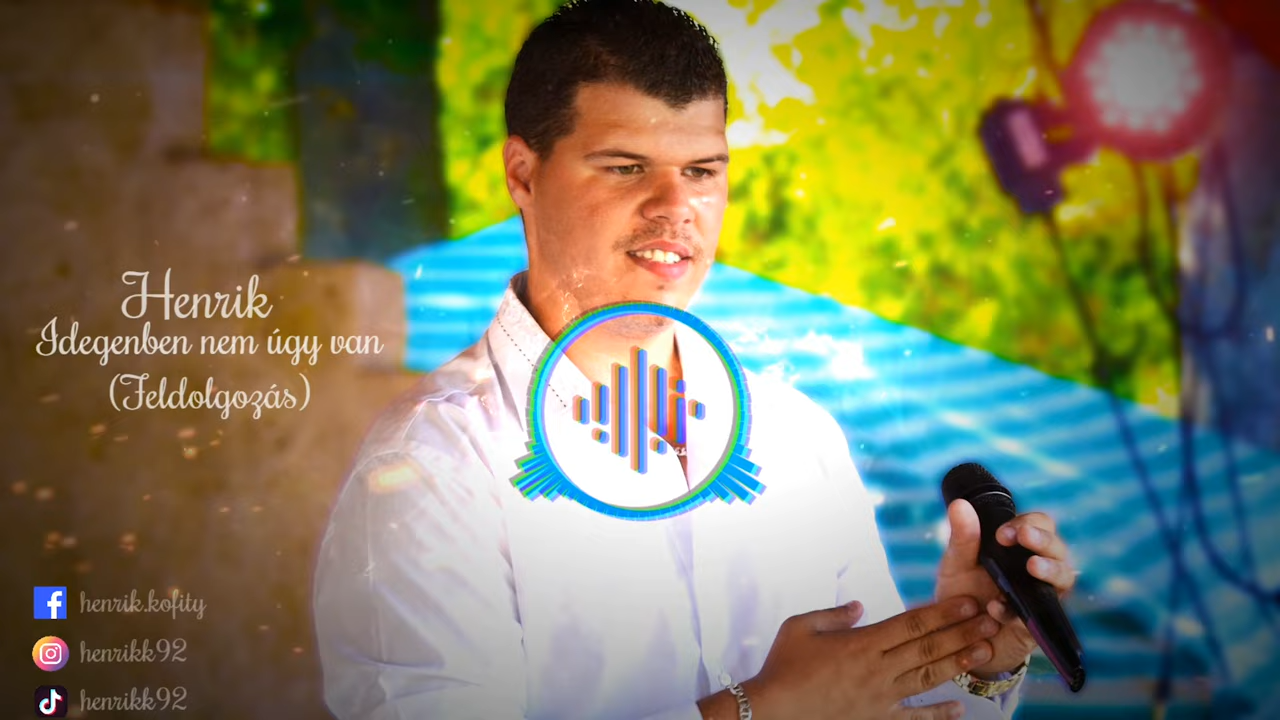 Henrik
Idegenben nem úgy van
(Feldolgozás)
henrik.kofity
henrikk92
henrikk92